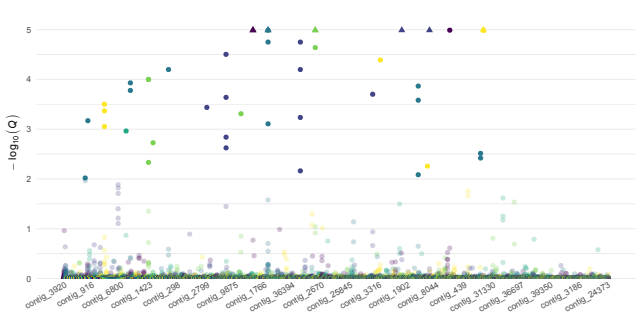 5
4
3
2
1
0
− log₁₀(Q)
contig_3920
contig_916
contig_6800
contig_1423
contig_298
contig_2799
contig_9875
contig_1766
contig_36394
contig_2670
contig_25845
contig_3316
contig_1902
contig_8044
contig_439
contig_31330
contig_36697
contig_39350
contig_3186
contig_24373